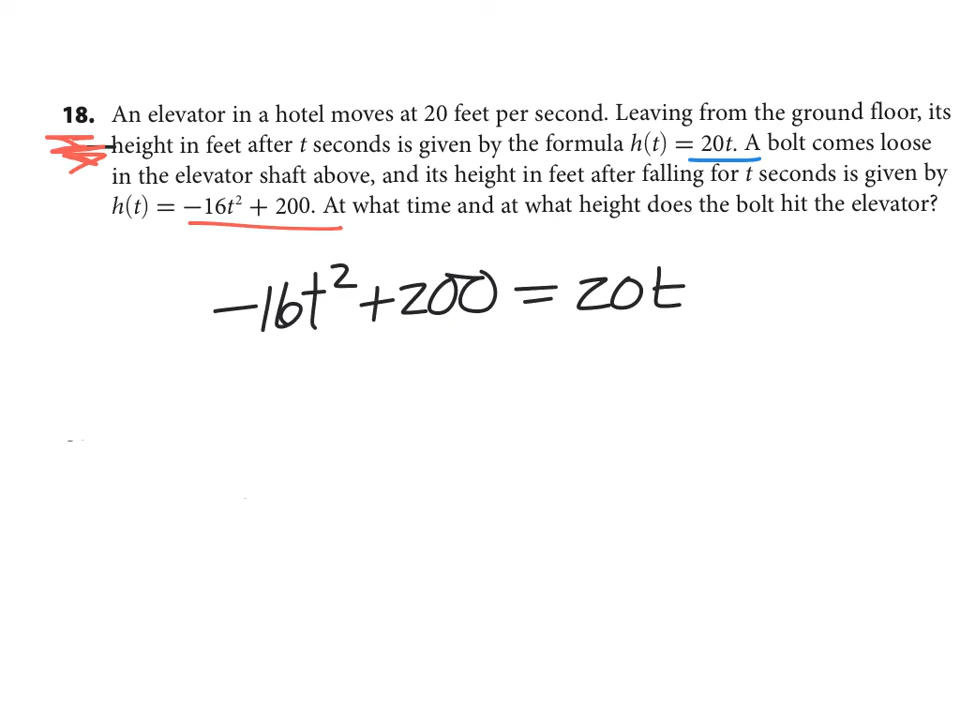 18. An elevator in a hotel moves at 20 feet per second. Leaving from the ground floor, its
height in feet after t seconds is given by the formula h(t) = 20t. A bolt comes loose
in the elevator shaft above, and its height in feet after falling for t seconds is given by
h(t) = −16t² + 200. At what time and at what height does the bolt hit the elevator?
−16t² + 200 = 20t